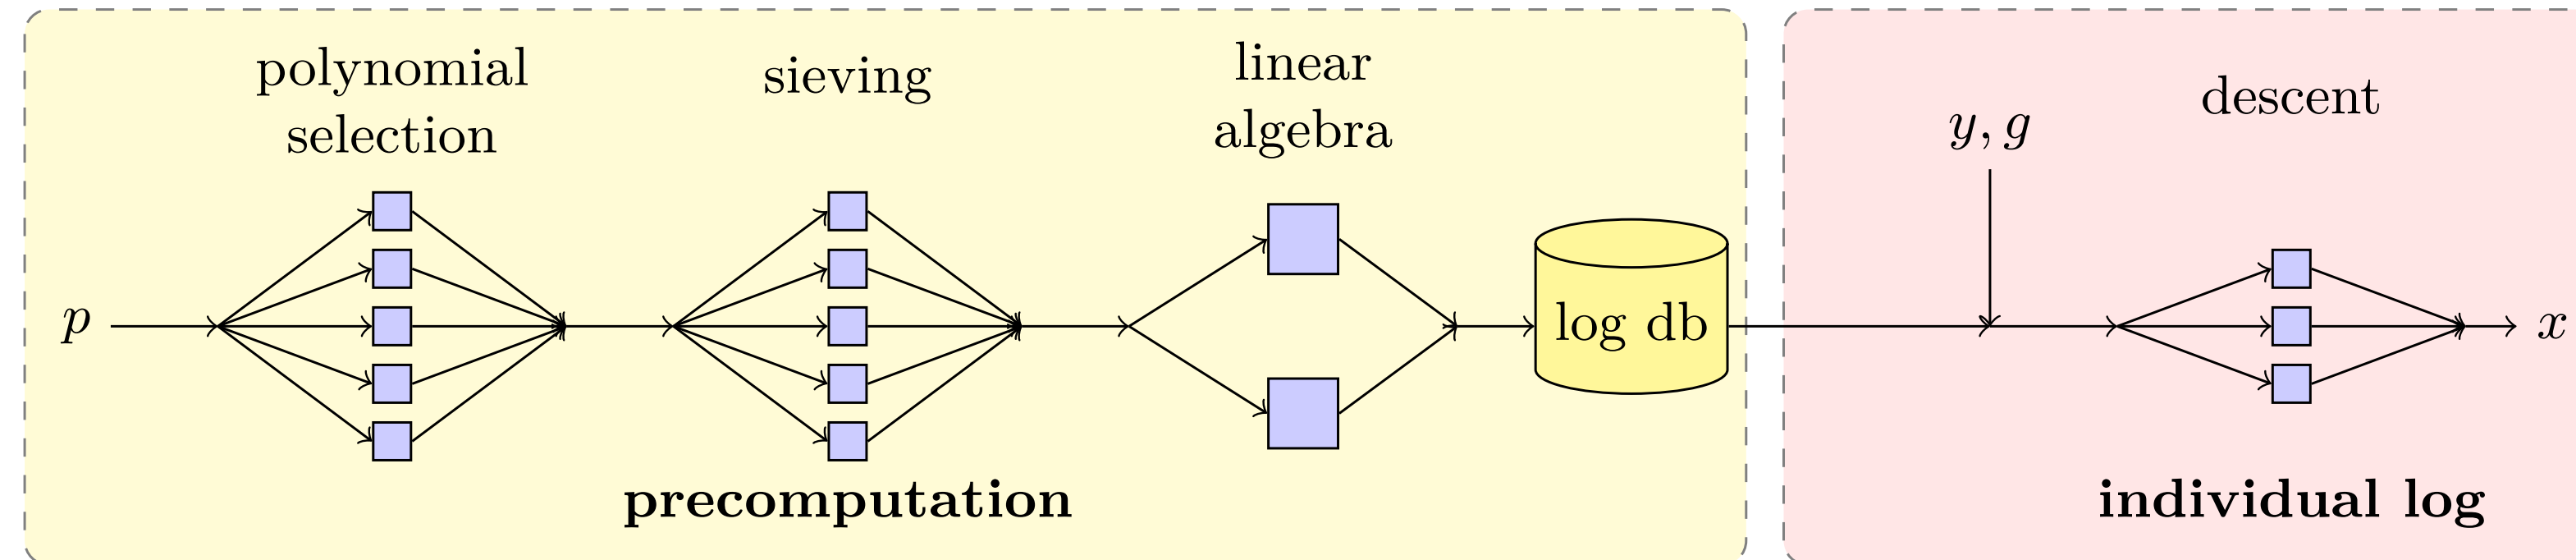 polynomial
selection
sieving
linear
algebra
p
log db
precomputation
y, g
descent
x
individual log